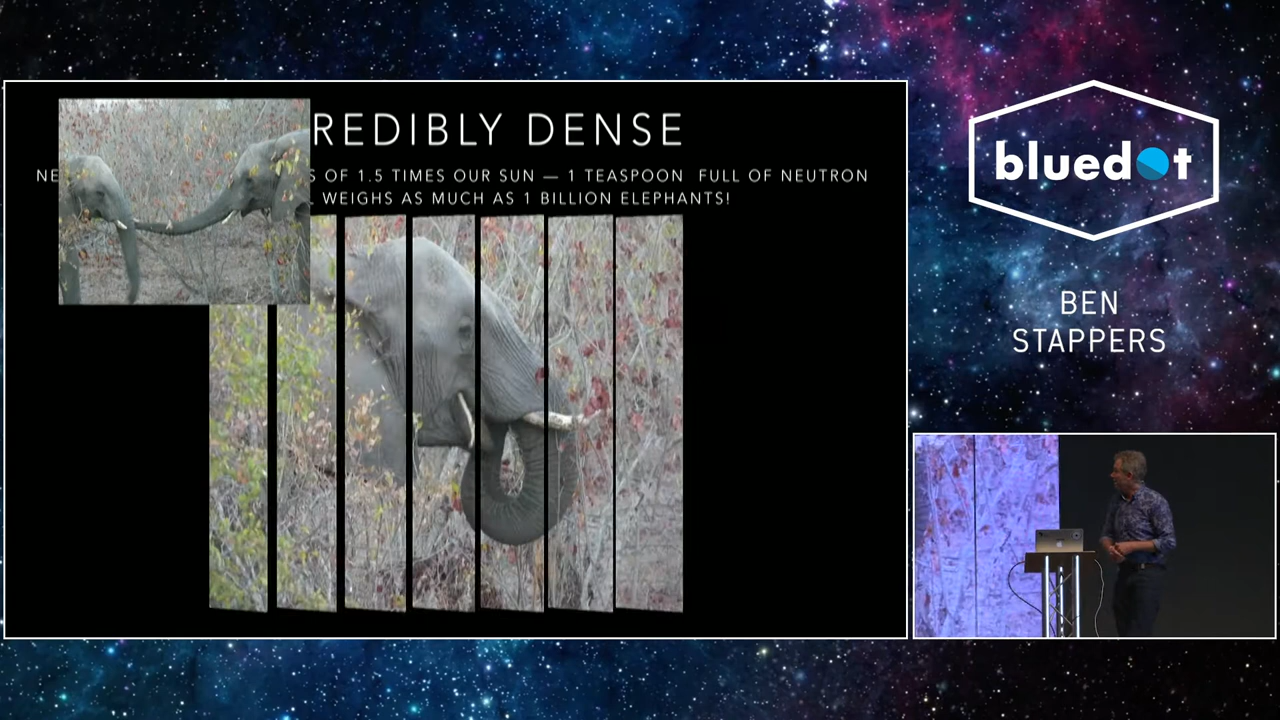 REDIBLY DENSE
NE S OF 1.5 TIMES OUR SUN — 1 TEASPOON FULL OF NEUTRON
WEIGHS AS MUCH AS 1 BILLION ELEPHANTS!
bluedot
BEN
STAPPERS